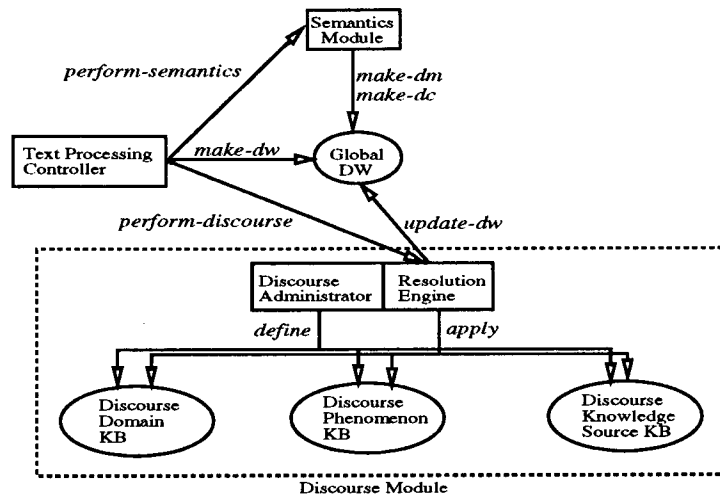 Semantics
Module
perform-semantics
make-dm
make-dc
Text Processing
Controller
make-dw
Global
DW
perform-discourse
update-dw
Discourse
Administrator
Resolution
Engine
define
apply
Discourse
Domain
KB
Discourse
Phenomenon
KB
Discourse
Knowledge
Source KB
Discourse Module